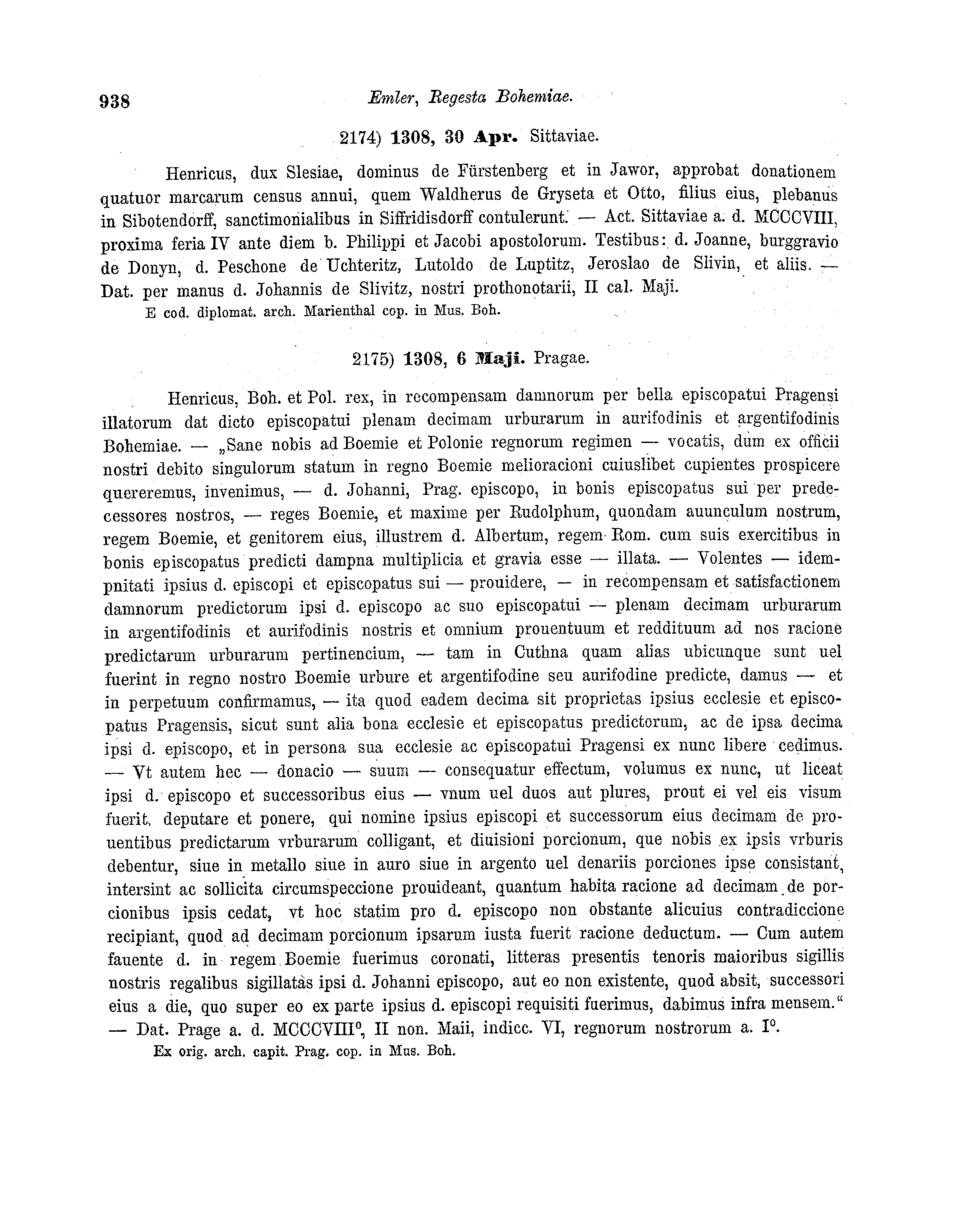 938
Emler, Regesta Bohemiae.
2174) 1308, 30 Apr. Sittaviae.
Henricus, dux Slesiae, dominus de Fürstenberg et in Jawor, approbat donationem
quatuor marcarum census annui, quem Waldherus de Gryseta et Otto, filius eius, plebanus
in Sibotendorff, sanctimonialibus in Siffridisdorff contulerunt. — Act. Sittaviae a. d. MCCCVIII,
proxima feria IV ante diem b. Philippi et Jacobi apostolorum. Testibus: d. Joanne, burggravio
de Donyn, d. Peschone de Uchteritz, Lutoldo de Luptitz, Jeroslao de Slivin, et aliis. —
Dat. per manus d. Johannis de Slivitz, nostri prothonotarii, II cal. Maji.
E cod. diplomat. arch. Marienthal cop. in Mus. Boh.
2175) 1308, 6 Maji. Pragae.
Henricus, Boh. et Pol. rex, in recompensam damnorum per bella episcopatui Pragensi
illatorum dat dicto episcopatui plenam decimam urburarum in aurifodinis et argentifodinis
Bohemiae. — „Sane nobis ad Boemie et Polonie regnorum regimen — vocatis, dum ex officii
nostri debito singulorum statum in regno Boemie melioracioni cuiuslibet cupientes prospicere
quereremus, invenimus, — d. Johanni, Prag. episcopo, in bonis episcopatus sui per prede-
cessores nostros, — reges Boemie, et maxime per Rudolphum, quondam auunculum nostrum,
regem Boemie, et genitorem eius, illustrem d. Albertum, regem Rom. cum suis exercitibus in
bonis episcopatus predicti dampna multiplicia et gravia esse — illata. — Volentes — idem-
pnitati ipsius d. episcopi et episcopatus sui — prouidere, — in recompensam et satisfactionem
damnorum predictorum ipsi d. episcopo ac suo episcopatui — plenam decimam urburarum
in argentifodinis et aurifodinis nostris et omnium prouentuum et reddituum ad nos racione
predictarum urburarum pertinencium, — tam in Cuthna quam alias ubicunque sunt uel
fuerint in regno nostro Boemie urbure et argentifodine seu aurifodine predicte, damus — et
in perpetuum confirmamus, — ita quod eadem decima sit proprietas ipsius ecclesie et episco-
patus Pragensis, sicut sunt alia bona ecclesie et episcopatus predictorum, ac de ipsa decima
ipsi d. episcopo, et in persona sua ecclesie ac episcopatui Pragensi ex nunc libere cedimus.
— Vt autem hec — donacio — suum — consequatur effectum, volumus ex nunc, ut liceat
ipsi d. episcopo et successoribus eius — vnum uel duos aut plures, prout ei vel eis visum
fuerit, deputare et ponere, qui nomine ipsius episcopi et successorum eius decimam de pro-
uentibus predictarum vrburarum colligant, et diuisioni porcionum, que nobis ex ipsis vrburis
debentur, siue in metallo siue in auro siue in argento uel denariis porciones ipse consistant,
intersint ac sollicita circumspeccione prouideant, quantum habita racione ad decimam de por-
cionibus ipsis cedat, vt hoc statim pro d. episcopo non obstante alicuius contradiccione
recipiant, quod ad decimam porcionum ipsarum iusta fuerit racione deductum. — Cum autem
fauente d. in regem Boemie fuerimus coronati, litteras presentis tenoris maioribus sigillis
nostris regalibus sigillatas ipsi d. Johanni episcopo, aut eo non existente, quod absit, successori
eius a die, quo super eo ex parte ipsius d. episcopi requisiti fuerimus, dabimus infra mensem.“
— Dat. Prage a. d. MCCCVIIIº, II non. Maii, indicc. VI, regnorum nostrorum a. Iº.
Ex orig. arch. capit. Prag. cop. in Mus. Boh.